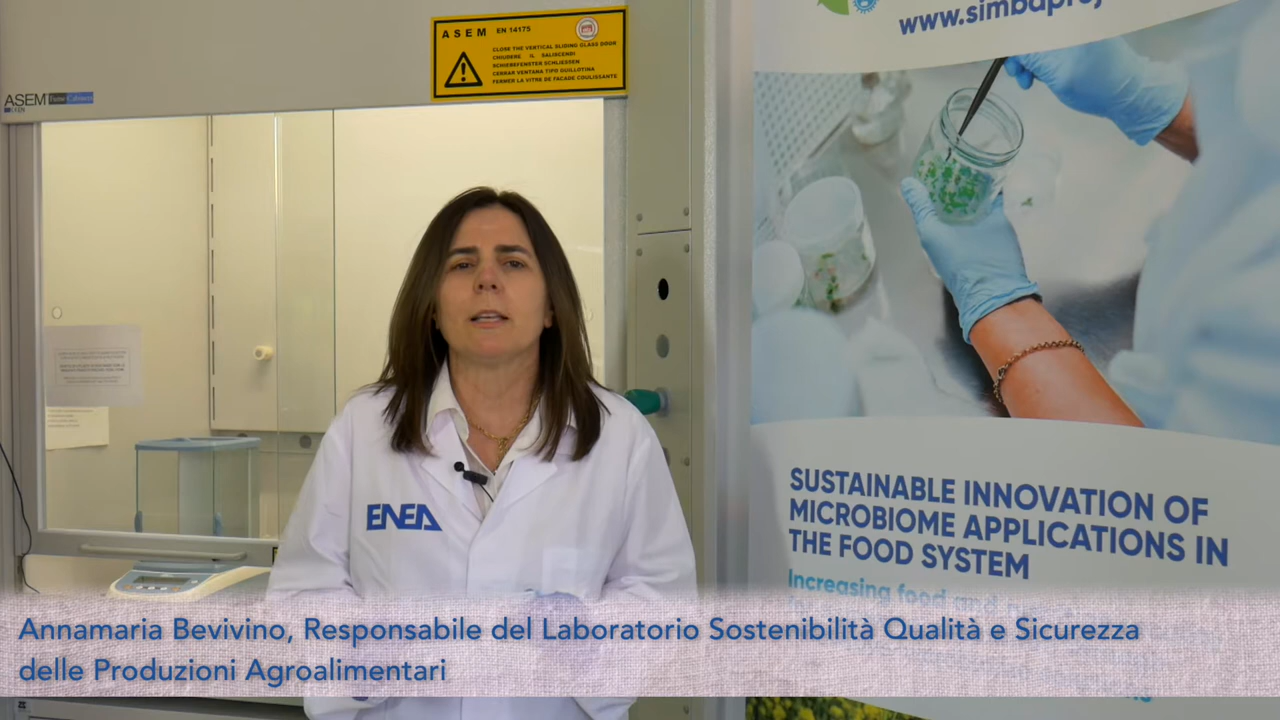 ASEM EN 14175
CLOSE THE VERTICAL SLIDING GLASS DOOR
CHIUDERE IL SALISCENDI
SCHIEBEFENSTER SCHLIESSEN
CERRAR VENTANA TIPO GUILLOTINA
FERMER LA VITRE DE FACADE COULISSANTE
ASEM
www.simbaproj
ENEA
SUSTAINABLE INNOVATION OF
MICROBIOME APPLICATIONS IN
THE FOOD SYSTEM
Increasing food and
Annamaria Bevivino, Responsabile del Laboratorio Sostenibilità Qualità e Sicurezza
delle Produzioni Agroalimentari